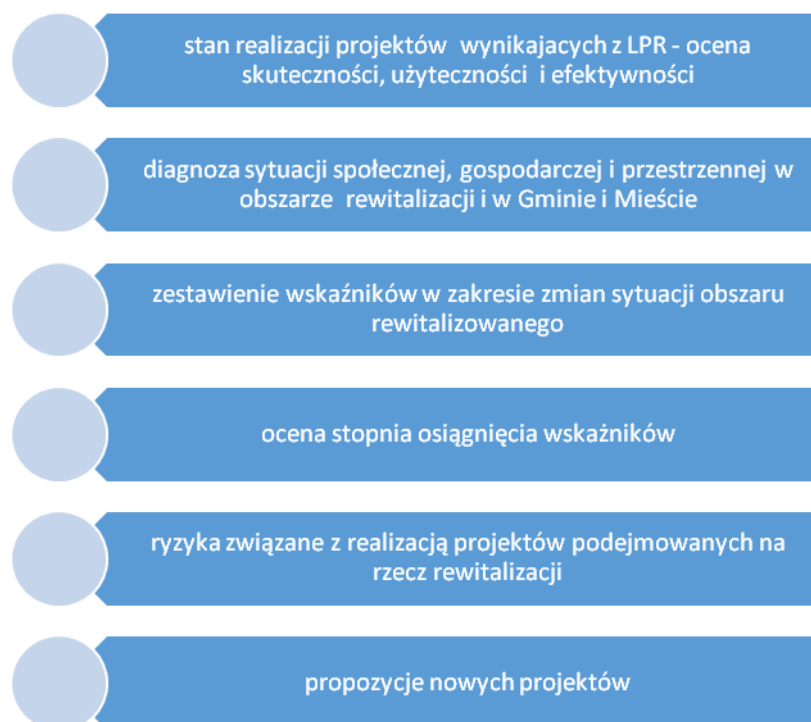 stan realizacji projektów wynikajacych z LPR - ocena
skuteczności, użyteczności i efektywności
diagnoza sytuacji społecznej, gospodarczej i przestrzennej w
obszarze rewitalizacji i w Gminie i Mieście
zestawienie wskaźników w zakresie zmian sytuacji obszaru
rewitalizowanego
ocena stopnia osiągnięcia wskażników
ryzyka związane z realizacją projektów podejmowanych na
rzecz rewitalizacji
propozycje nowych projektów